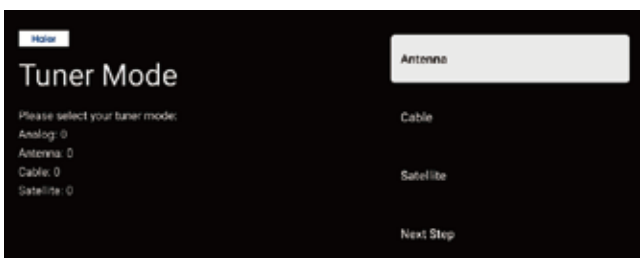 Haier
Tuner Mode
Please select your tuner mode:
Analog: 0
Antenna: 0
Cable: 0
Satellite: 0
Antenna
Cable
Satellite
Next Step